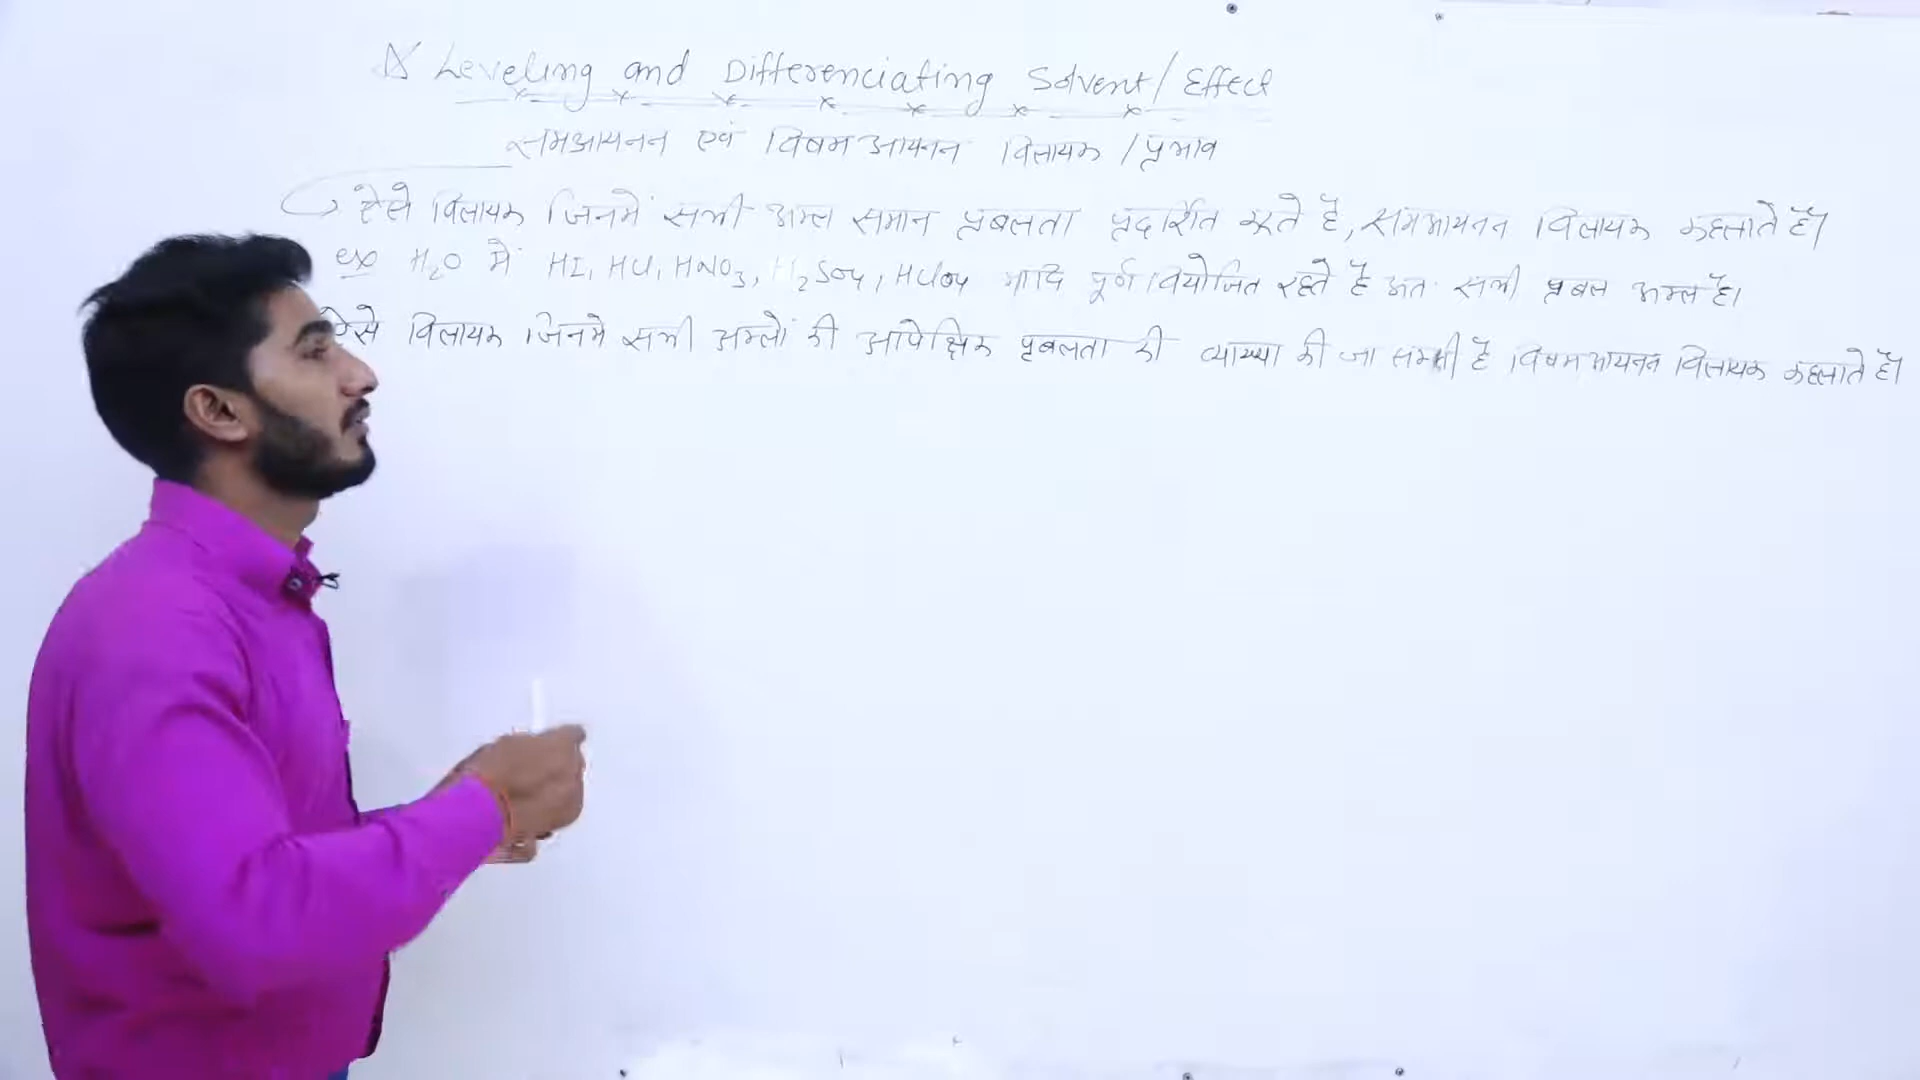 Leveling and Differenciating Solvent/Effect
समआयनन एवं विषमआयनन विलायक /प्रभाव
ऐसे विलायक जिनमें सभी अम्ल समान प्रबलता प्रदर्शित करते है, समआयनन विलायक कहलाते है।
ex H₂O में HI, HCl, HNO₃, H₂SO₄, HClO₄ आदि पूर्ण वियोजित रहते है अतः सभी प्रबल अम्ल है।
ऐसे विलायक जिनमें सभी अम्लों की आपेक्षिक प्रबलता की व्याख्या की जा सकती है विषमआयनन विलायक कहलाते है।